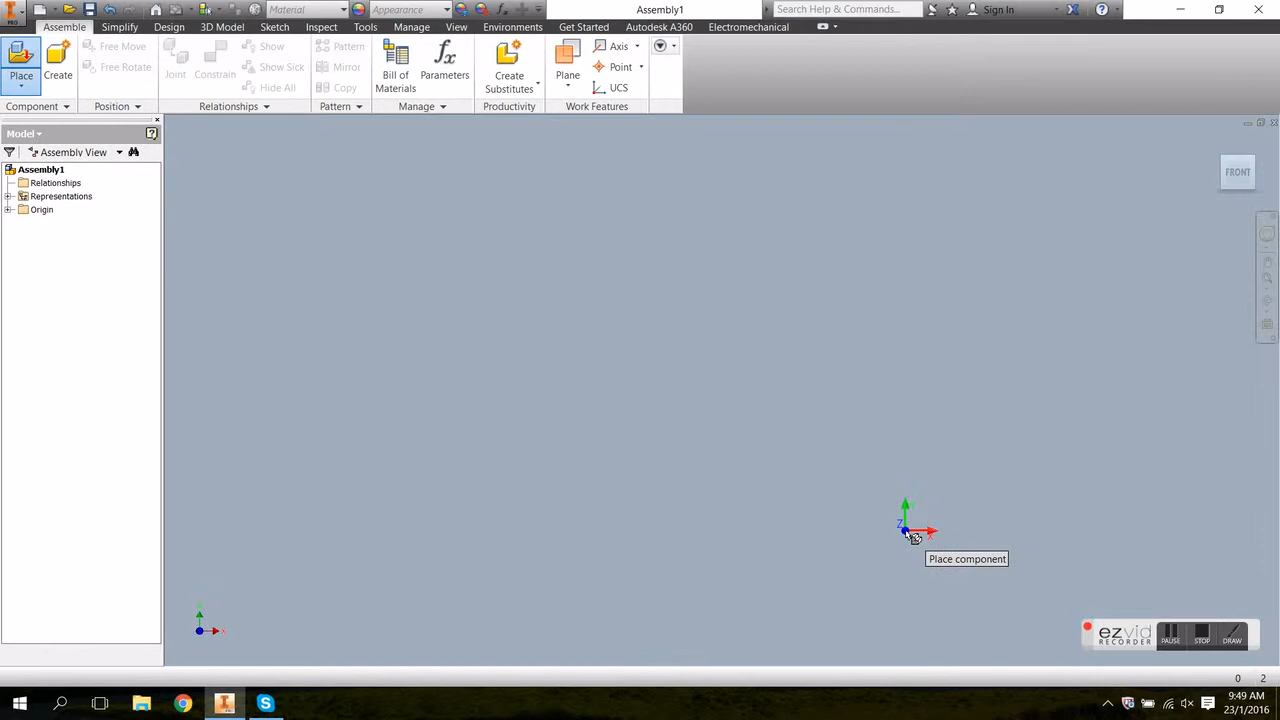 Material
Appearance
Assembly1
Search Help & Commands...
Sign In
PRO
Assemble
Simplify
Design
3D Model
Sketch
Inspect
Tools
Manage
View
Environments
Get Started
Autodesk A360
Electromechanical
Place
Create
Free Move
Free Rotate
Joint
Constrain
Show
Show Sick
Hide All
Pattern
Mirror
Copy
Bill of
Materials
Parameters
Create
Substitutes
Plane
Axis
Point
UCS
Component
Position
Relationships
Pattern
Manage
Productivity
Work Features
Model
Assembly View
Assembly1
Relationships
Representations
Origin
FRONT
Z
X
Place component
x
ezvid
RECORDER
PAUSE
STOP
DRAW
0 2
9:49 AM
23/1/2016